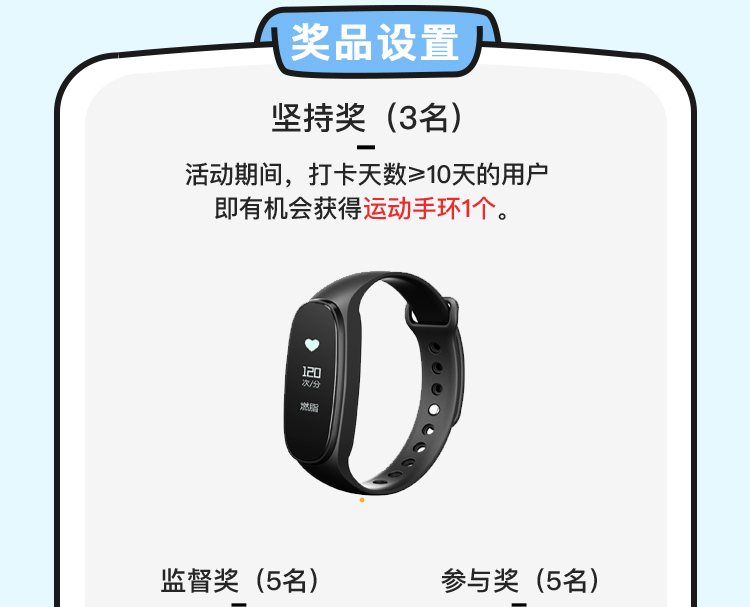 奖品设置
坚持奖（3名）
活动期间，打卡天数≥10天的用户
即有机会获得运动手环1个。
120
次/分
燃脂
监督奖（5名）
参与奖（5名）